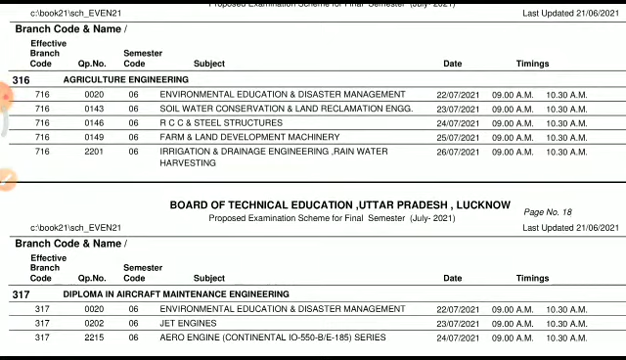 Proposed Examination Scheme for Final Semester (July- 2021)
c:\book21\sch_EVEN21 Last Updated 21/06/2021
Branch Code & Name /
Effective
Branch Semester
Code Qp.No. Code Subject Date Timings
316 AGRICULTURE ENGINEERING
716 0020 06 ENVIRONMENTAL EDUCATION & DISASTER MANAGEMENT 22/07/2021 09.00 A.M. 10.30 A.M.
716 0143 06 SOIL WATER CONSERVATION & LAND RECLAMATION ENGG. 23/07/2021 09.00 A.M. 10.30 A.M.
716 0146 06 R C C & STEEL STRUCTURES 24/07/2021 09.00 A.M. 10.30 A.M.
716 0149 06 FARM & LAND DEVELOPMENT MACHINERY 25/07/2021 09.00 A.M. 10.30 A.M.
716 2201 06 IRRIGATION & DRAINAGE ENGINEERING ,RAIN WATER 26/07/2021 09.00 A.M. 10.30 A.M.
HARVESTING
BOARD OF TECHNICAL EDUCATION ,UTTAR PRADESH , LUCKNOW
Page No. 18
Proposed Examination Scheme for Final Semester (July- 2021)
c:\book21\sch_EVEN21 Last Updated 21/06/2021
Branch Code & Name /
Effective
Branch Semester
Code Qp.No. Code Subject Date Timings
317 DIPLOMA IN AIRCRAFT MAINTENANCE ENGINEERING
317 0020 06 ENVIRONMENTAL EDUCATION & DISASTER MANAGEMENT 22/07/2021 09.00 A.M. 10.30 A.M.
317 0202 06 JET ENGINES 23/07/2021 09.00 A.M. 10.30 A.M.
317 2215 06 AERO ENGINE (CONTINENTAL IO-550-B/E-185) SERIES 24/07/2021 09.00 A.M. 10.30 A.M.